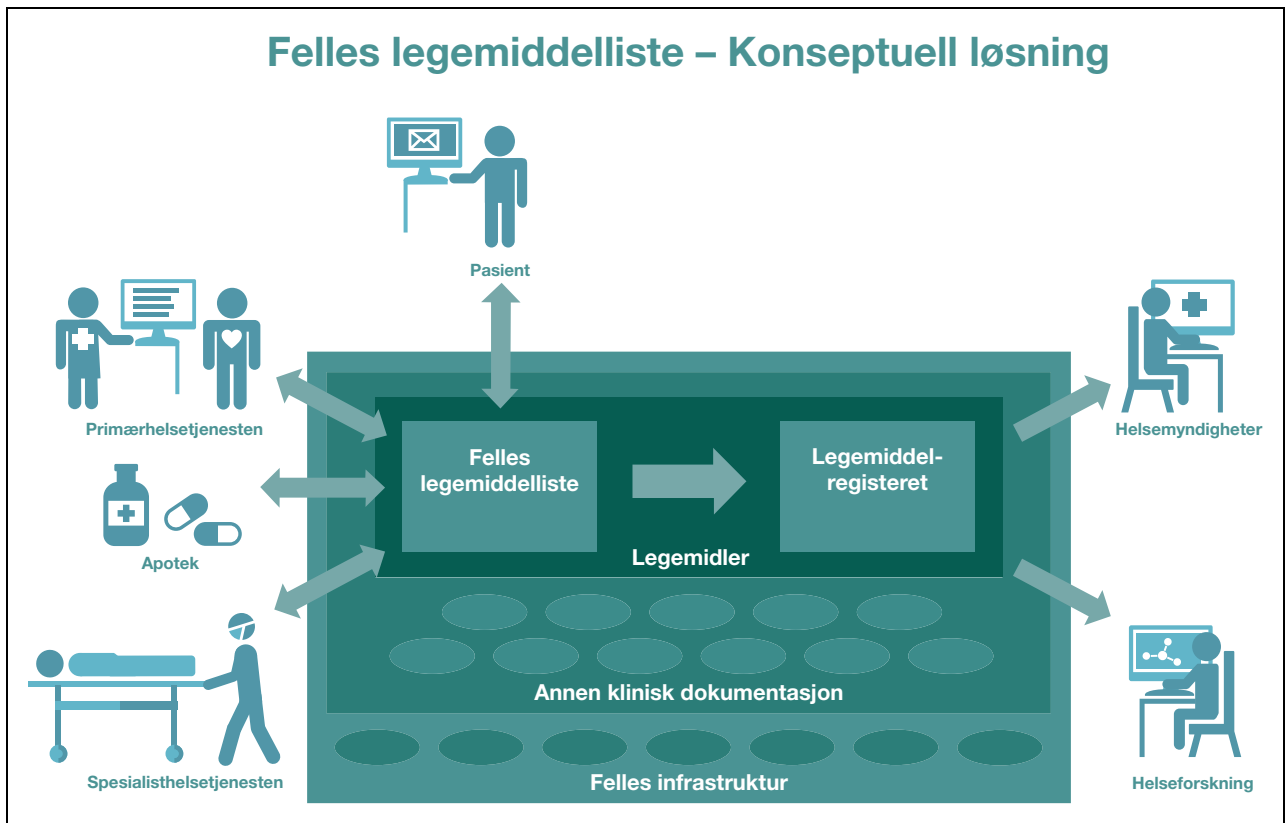 Felles legemiddelliste – Konseptuell løsning
Pasient
Primærhelsetjenesten
Helsemyndigheter
Felles
legemiddelliste
Legemiddel-
registeret
Legemidler
Apotek
Annen klinisk dokumentasjon
Spesialisthelsetjenesten
Felles infrastruktur
Helseforskning